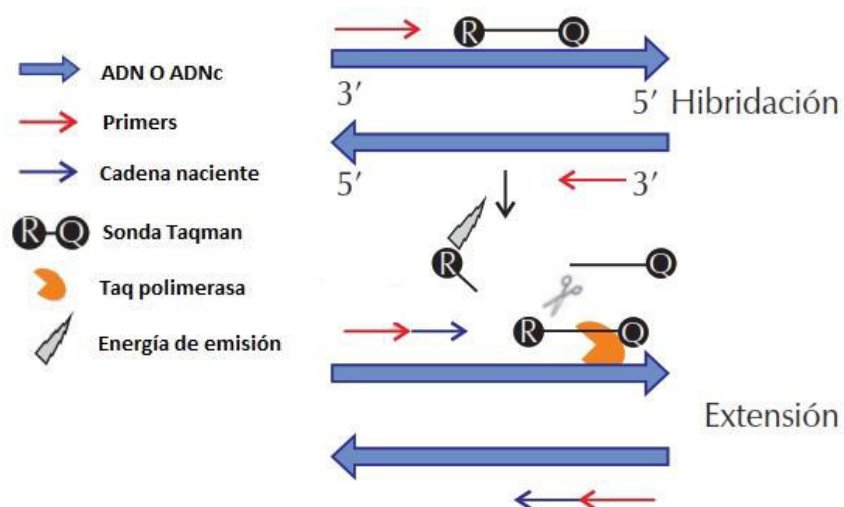 ADN O ADNc
Primers
Cadena naciente
R Q Sonda Taqman
Taq polimerasa
Energía de emisión
R Q
3′ 5′ Hibridación
5′ 3′
R Q
R Q
Extensión